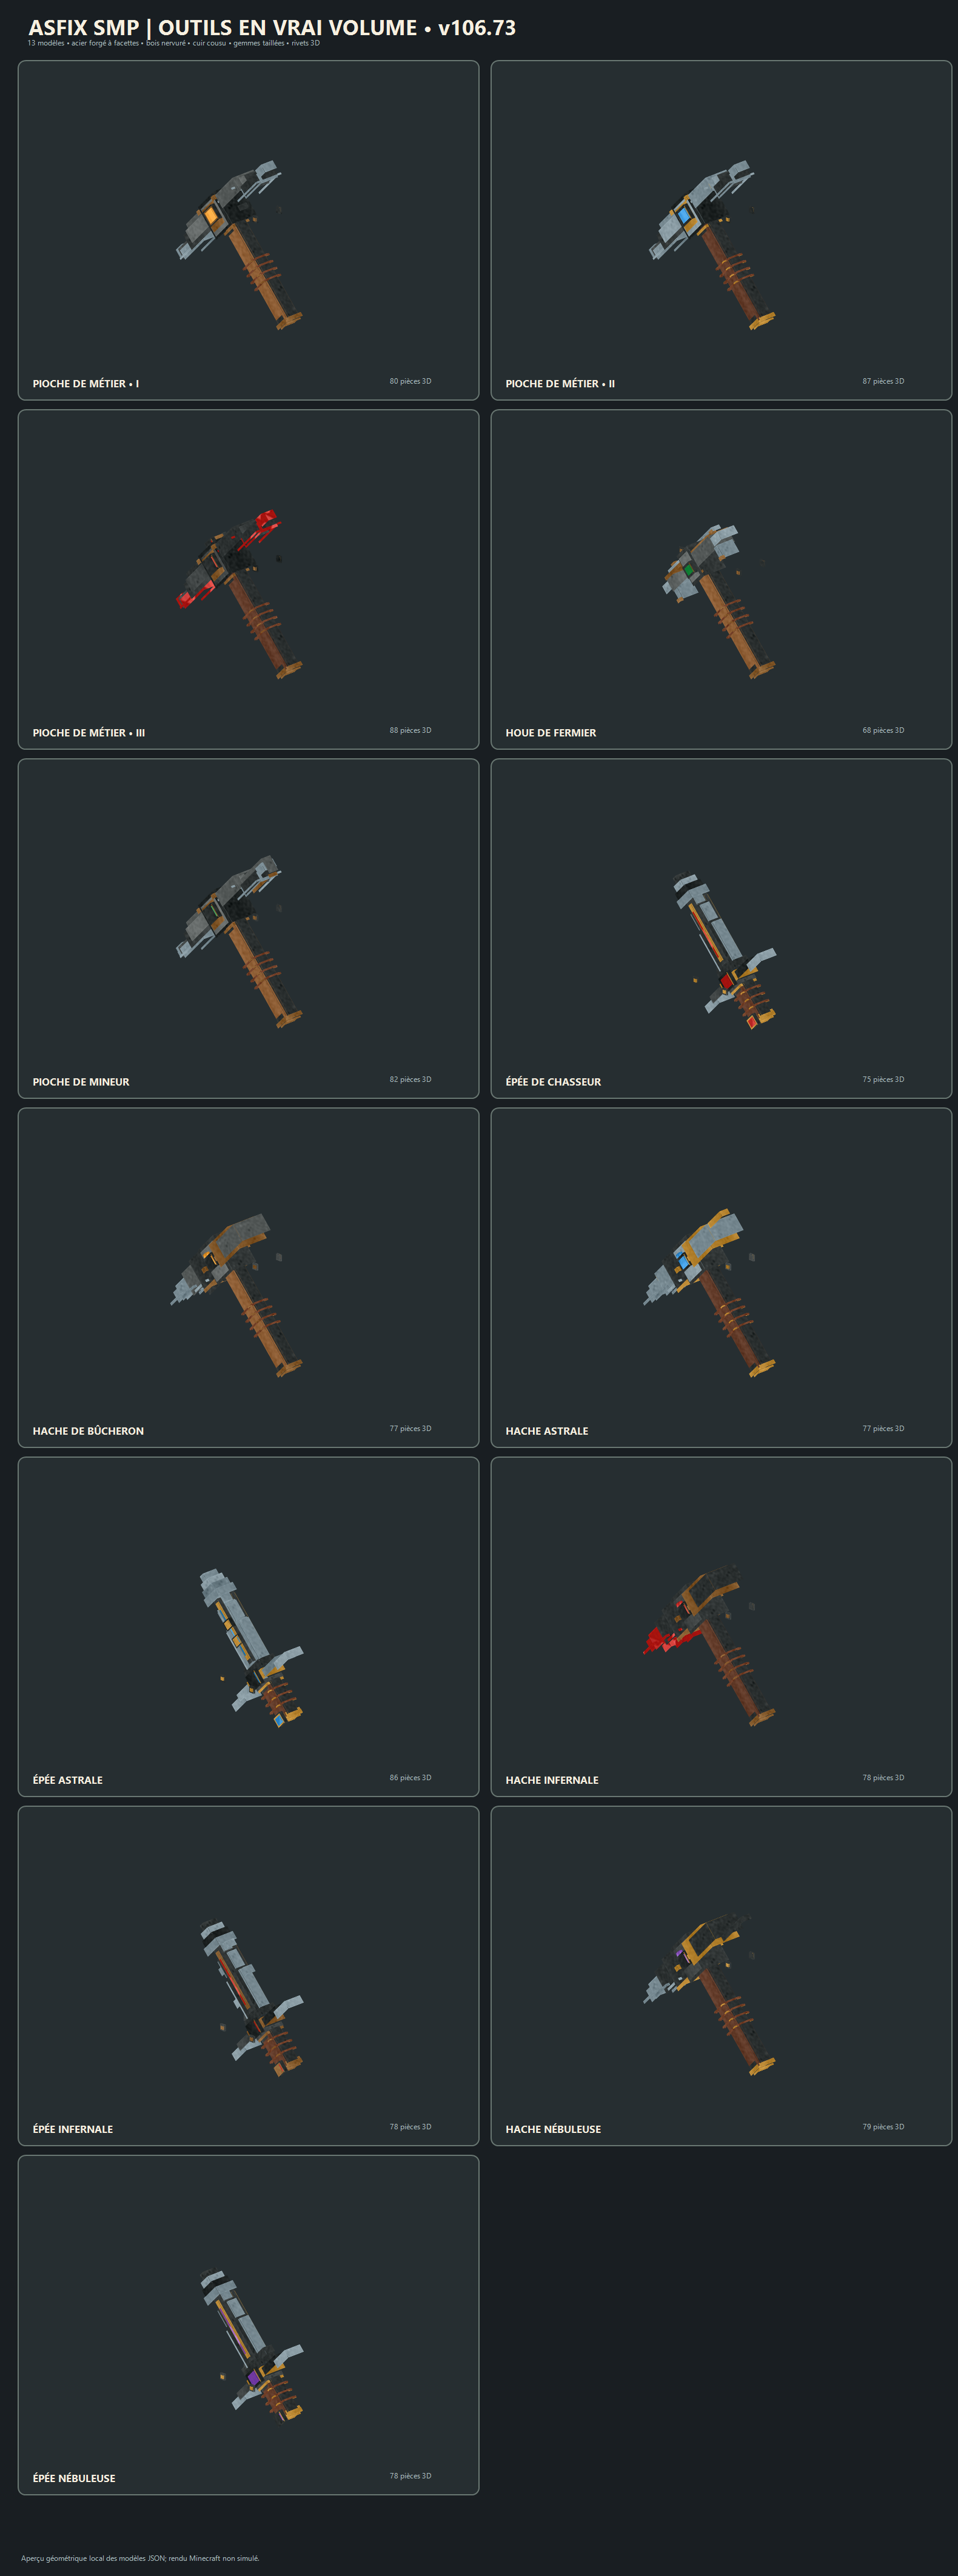 ASFIX SMP | OUTILS EN VRAI VOLUME • v106.73
13 modèles • acier forgé à facettes • bois nervuré • cuir cousu • gemmes taillées • rivets 3D
PIOCHE DE MÉTIER • I
80 pièces 3D
PIOCHE DE MÉTIER • II
87 pièces 3D
PIOCHE DE MÉTIER • III
88 pièces 3D
HOUE DE FERMIER
68 pièces 3D
PIOCHE DE MINEUR
82 pièces 3D
ÉPÉE DE CHASSEUR
75 pièces 3D
HACHE DE BÛCHERON
77 pièces 3D
HACHE ASTRALE
77 pièces 3D
ÉPÉE ASTRALE
86 pièces 3D
HACHE INFERNALE
78 pièces 3D
ÉPÉE INFERNALE
78 pièces 3D
HACHE NÉBULEUSE
79 pièces 3D
ÉPÉE NÉBULEUSE
78 pièces 3D
Aperçu géométrique local des modèles JSON; rendu Minecraft non simulé.